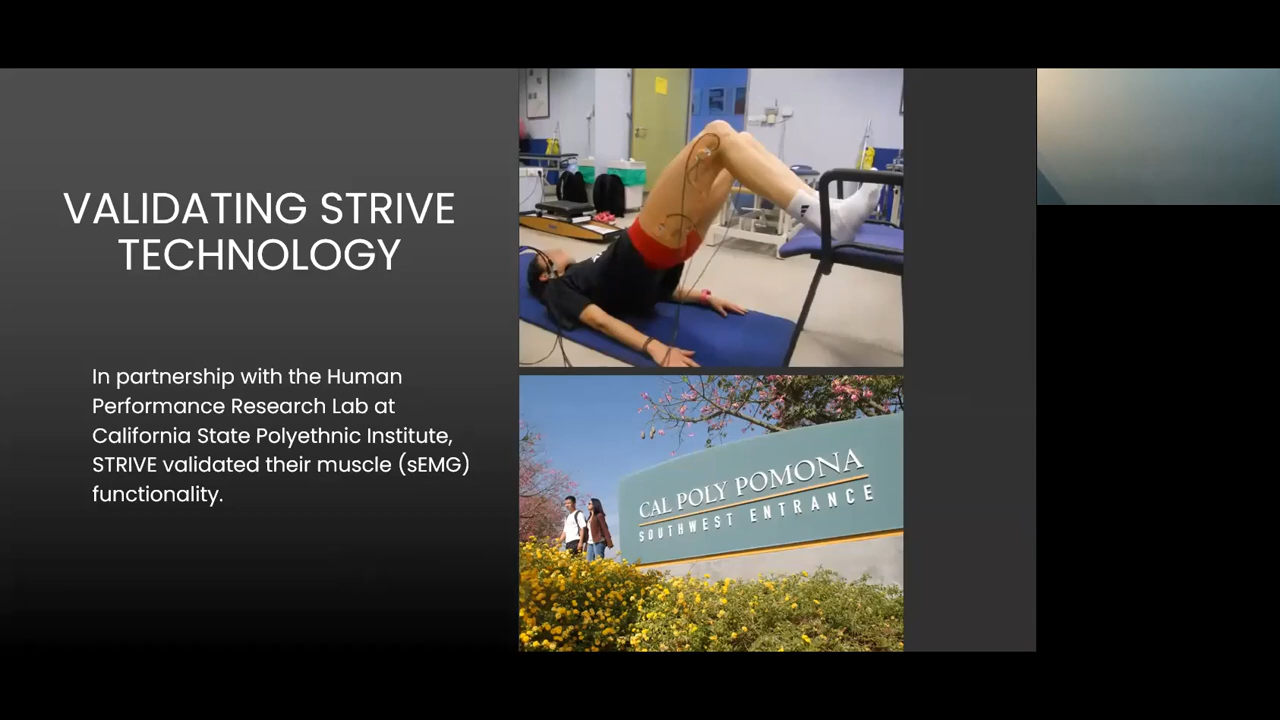 VALIDATING STRIVE
TECHNOLOGY
In partnership with the Human
Performance Research Lab at
California State Polyethnic Institute,
STRIVE validated their muscle (sEMG)
functionality.
CAL POLY POMONA
SOUTHWEST ENTRANCE